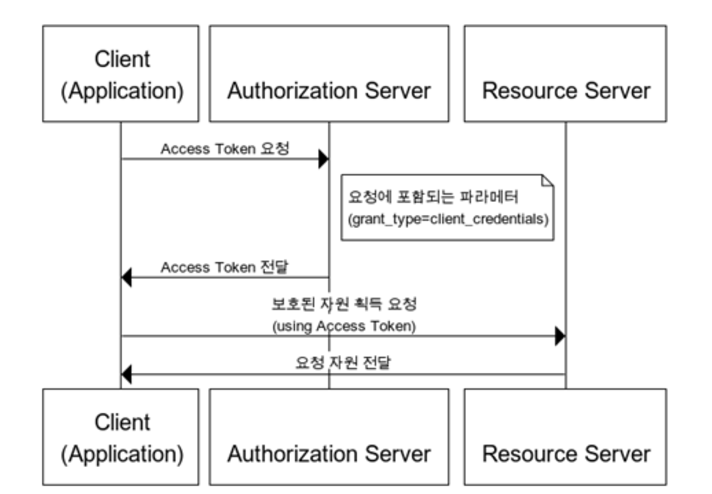 Client
(Application)
Authorization Server
Resource Server
Access Token 요청
요청에 포함되는 파라메터
(grant_type=client_credentials)
Access Token 전달
보호된 자원 획득 요청
(using Access Token)
요청 자원 전달
Client
(Application)
Authorization Server
Resource Server